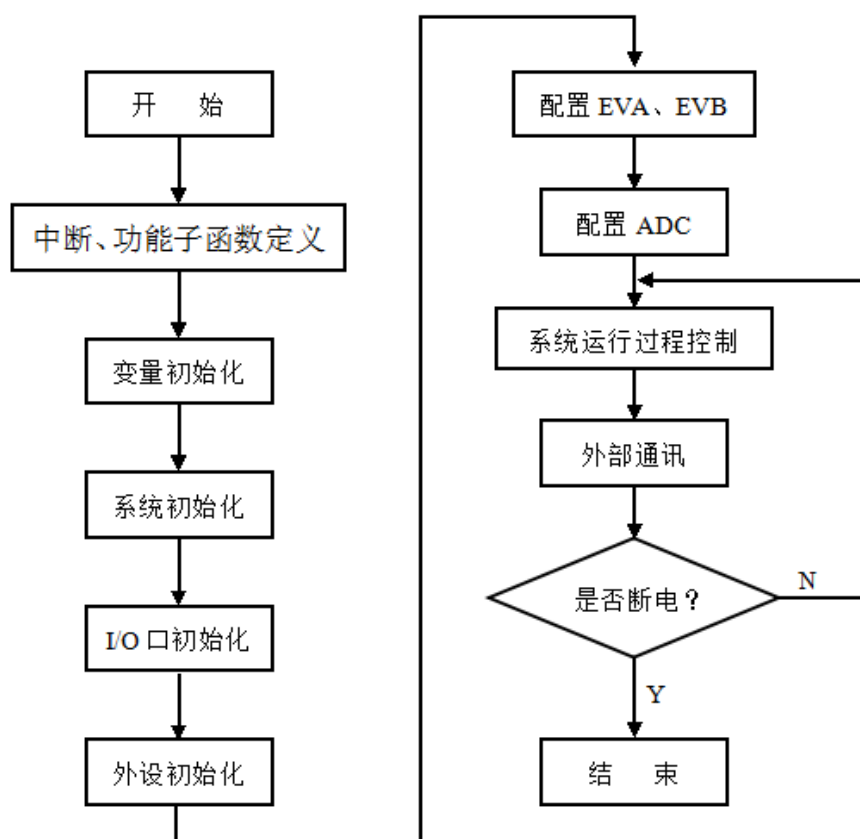 开 始
中断、功能子函数定义
变量初始化
系统初始化
I/O 口初始化
外设初始化
配置 EVA、EVB
配置 ADC
系统运行过程控制
外部通讯
是否断电？
N
Y
结 束